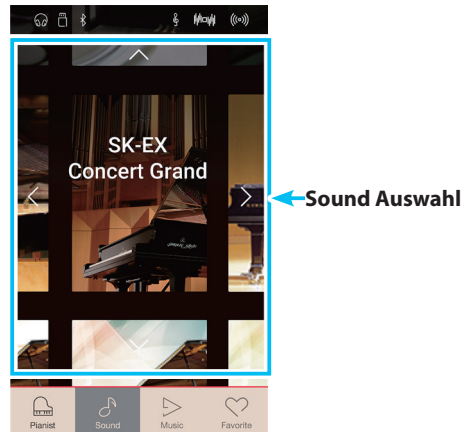 SK-EX
Concert Grand
Sound Auswahl
Pianist
Sound
Music
Favorite